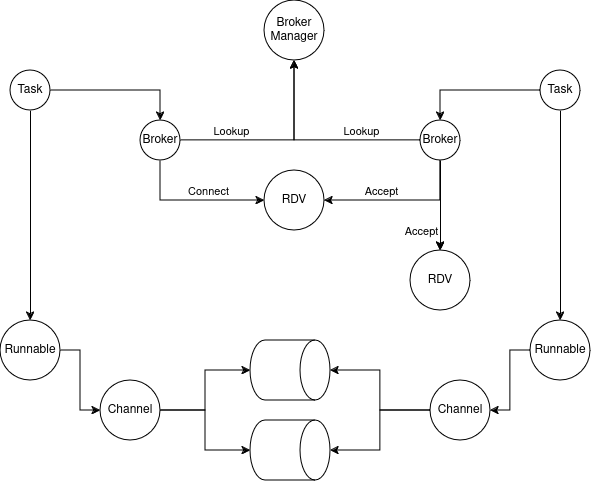 Broker
Manager
Task
Task
Broker
Lookup
Lookup
Broker
Connect
RDV
Accept
Accept
RDV
Runnable
Runnable
Channel
Channel